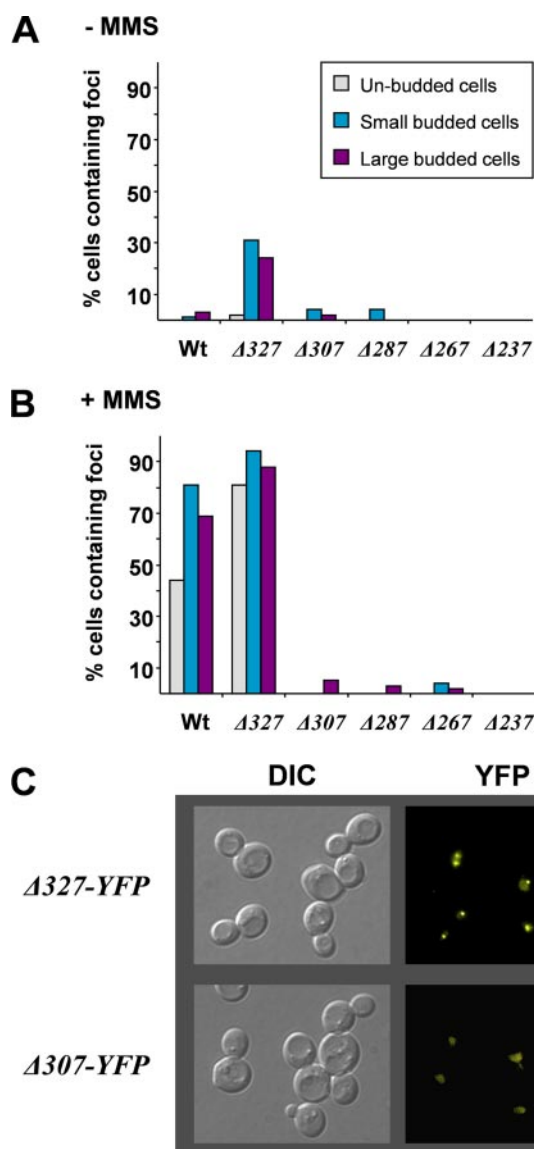 A - MMS
% cells containing foci
90
70
50
30
10
Un-budded cells
Small budded cells
Large budded cells
Wt Δ327 Δ307 Δ287 Δ267 Δ237
B + MMS
% cells containing foci
90
70
50
30
10
Wt Δ327 Δ307 Δ287 Δ267 Δ237
C
DIC YFP
Δ327-YFP
Δ307-YFP